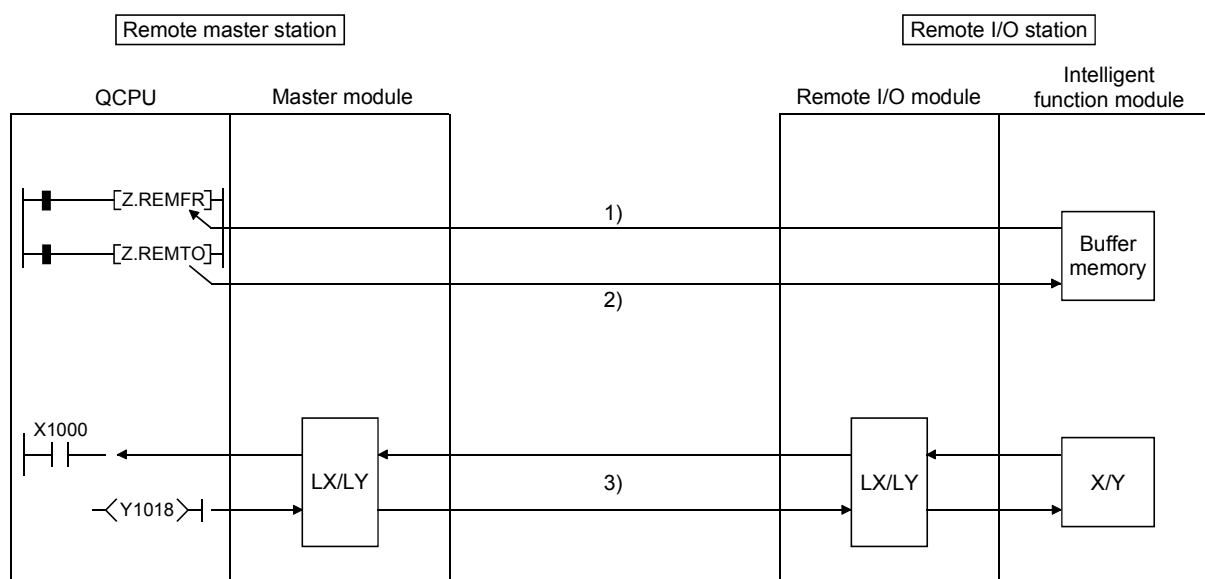 Remote master station
Remote I/O station
QCPU
Master module
Remote I/O module
Intelligent
function module
[Z.REMFR]
1)
[Z.REMTO]
2)
Buffer
memory
X1000
LX/LY
3)
LX/LY
X/Y
Y1018